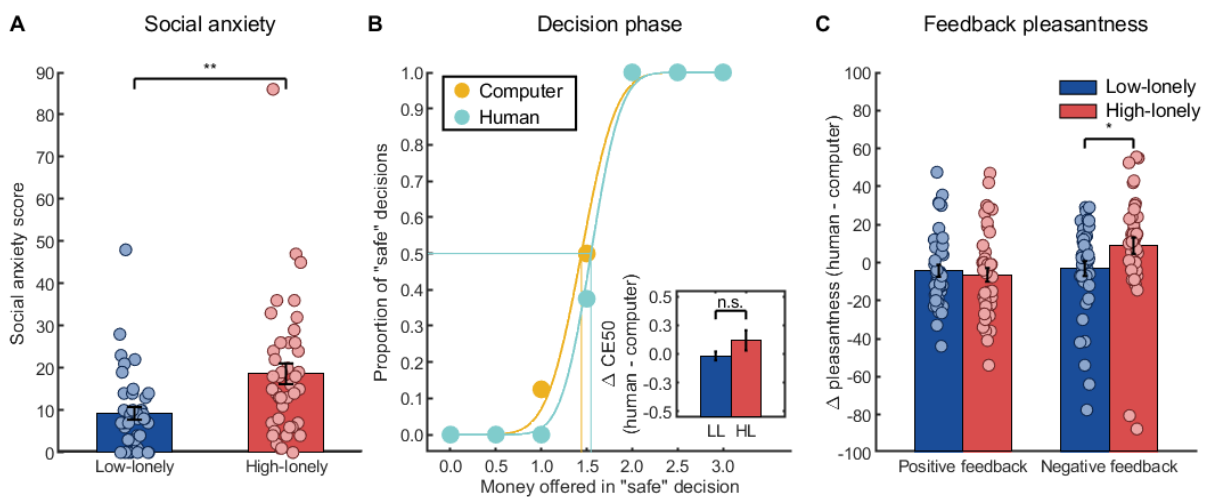 A
Social anxiety
Social anxiety score
90
80
70
60
50
40
30
20
10
0
**
Low-lonely
High-lonely
B
Decision phase
Proportion of "safe" decisions
1.0
0.9
0.8
0.7
0.6
0.5
0.4
0.3
0.2
0.1
0.0
Computer
Human
0.0
0.5
1.0
1.5
2.0
2.5
3.0
Money offered in "safe" decision
Δ CE50
(human - computer)
0.5
0.3
0.0
-0.3
-0.5
n.s.
LL
HL
C
Feedback pleasantness
Δ pleasantness (human - computer)
100
80
60
40
20
0
-20
-40
-60
-80
-100
Low-lonely
High-lonely
*
Positive feedback
Negative feedback